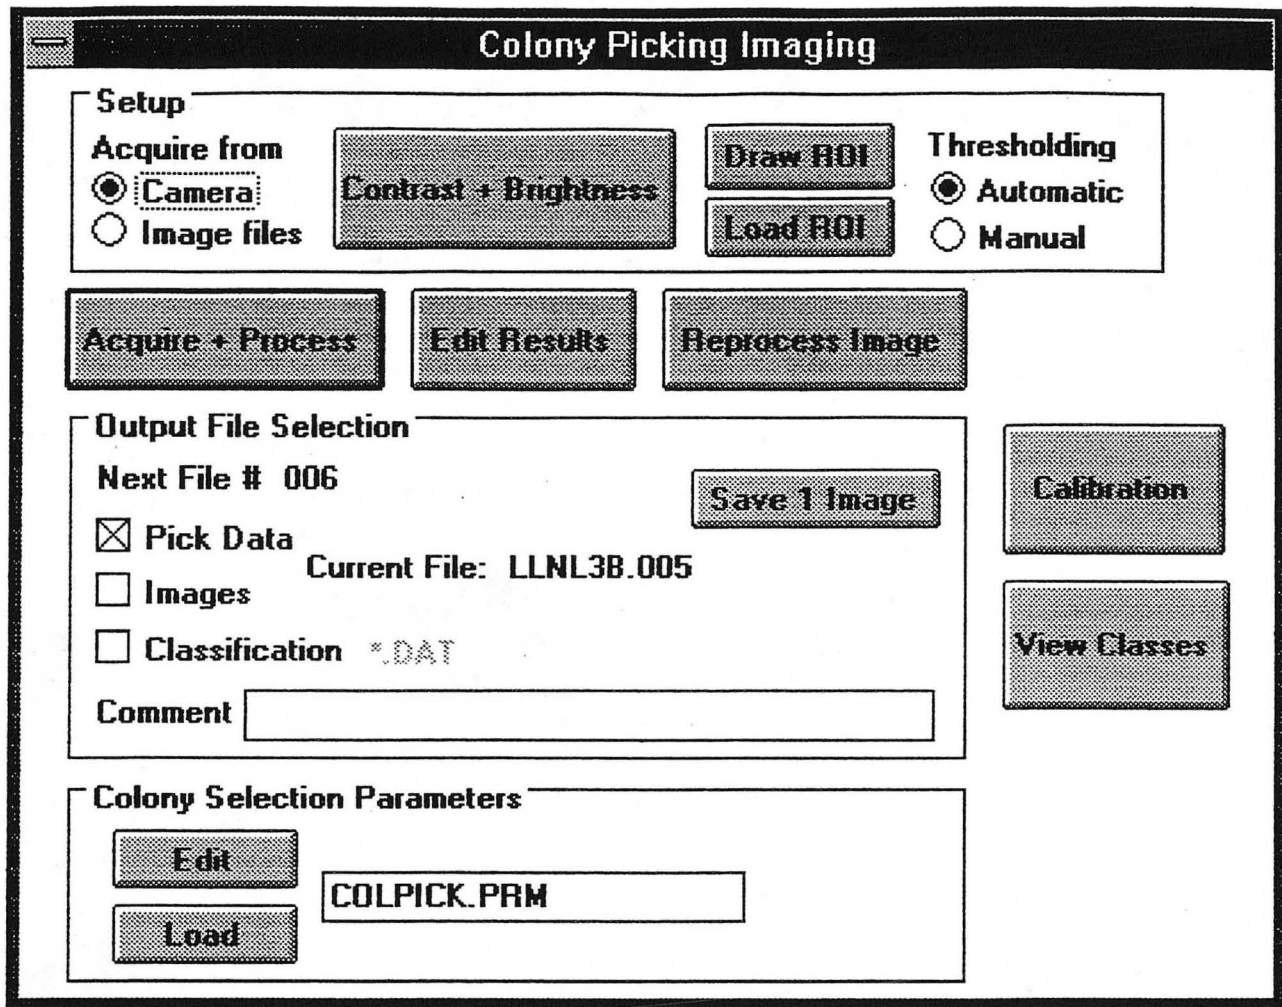 Colony Picking Imaging
Setup
Acquire from
Camera
Image files
Contrast + Brightness
Draw ROI
Load ROI
Thresholding
Automatic
Manual
Acquire + Process
Edit Results
Reprocess Image
Output File Selection
Next File # 006
Save 1 Image
Pick Data
Current File: LLNL3B.005
Images
Classification *.DAT
Comment
Calibration
View Classes
Colony Selection Parameters
Edit
COLPICK.PRM
Load